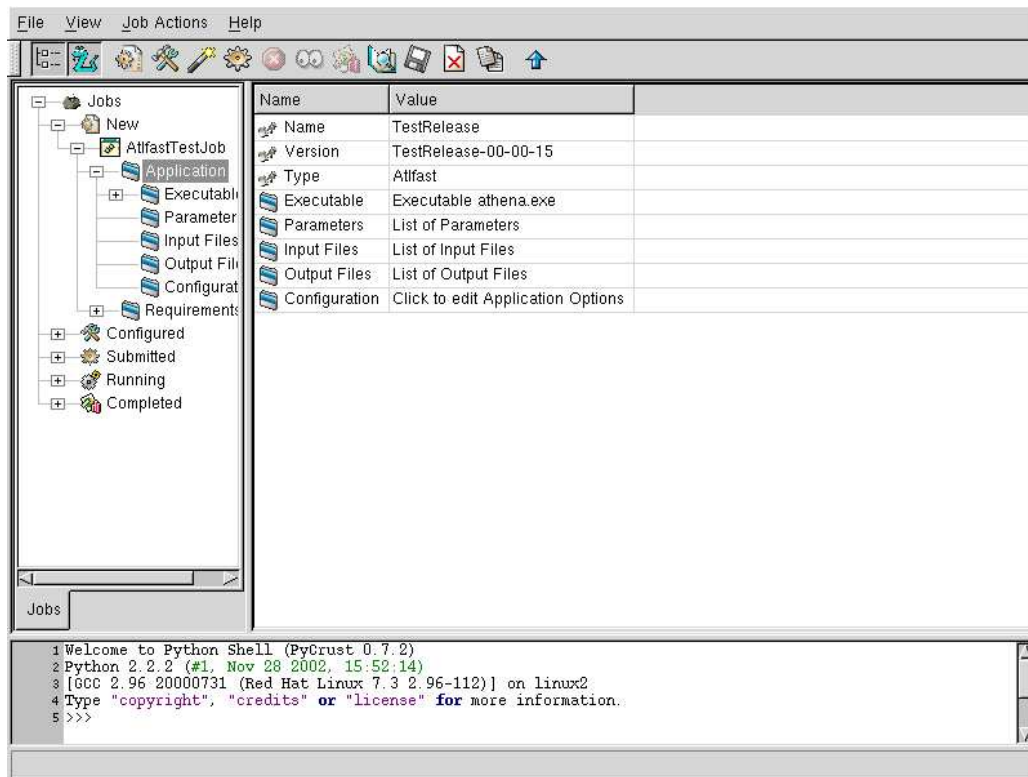 File View Job Actions Help
Jobs
New
AtlfastTestJob
Application
Executabl
Parameter
Input Files
Output Fil
Configurat
Requirements
Configured
Submitted
Running
Completed
Jobs
Name Value
Name TestRelease
Version TestRelease-00-00-15
Type Atlfast
Executable Executable athena.exe
Parameters List of Parameters
Input Files List of Input Files
Output Files List of Output Files
Configuration Click to edit Application Options
1 Welcome to Python Shell (PyCrust 0.7.2)
2 Python 2.2.2 (#1, Nov 28 2002, 15:52:14)
3 [GCC 2.96 20000731 (Red Hat Linux 7.3 2.96-112)] on linux2
4 Type "copyright", "credits" or "license" for more information.
5 >>>